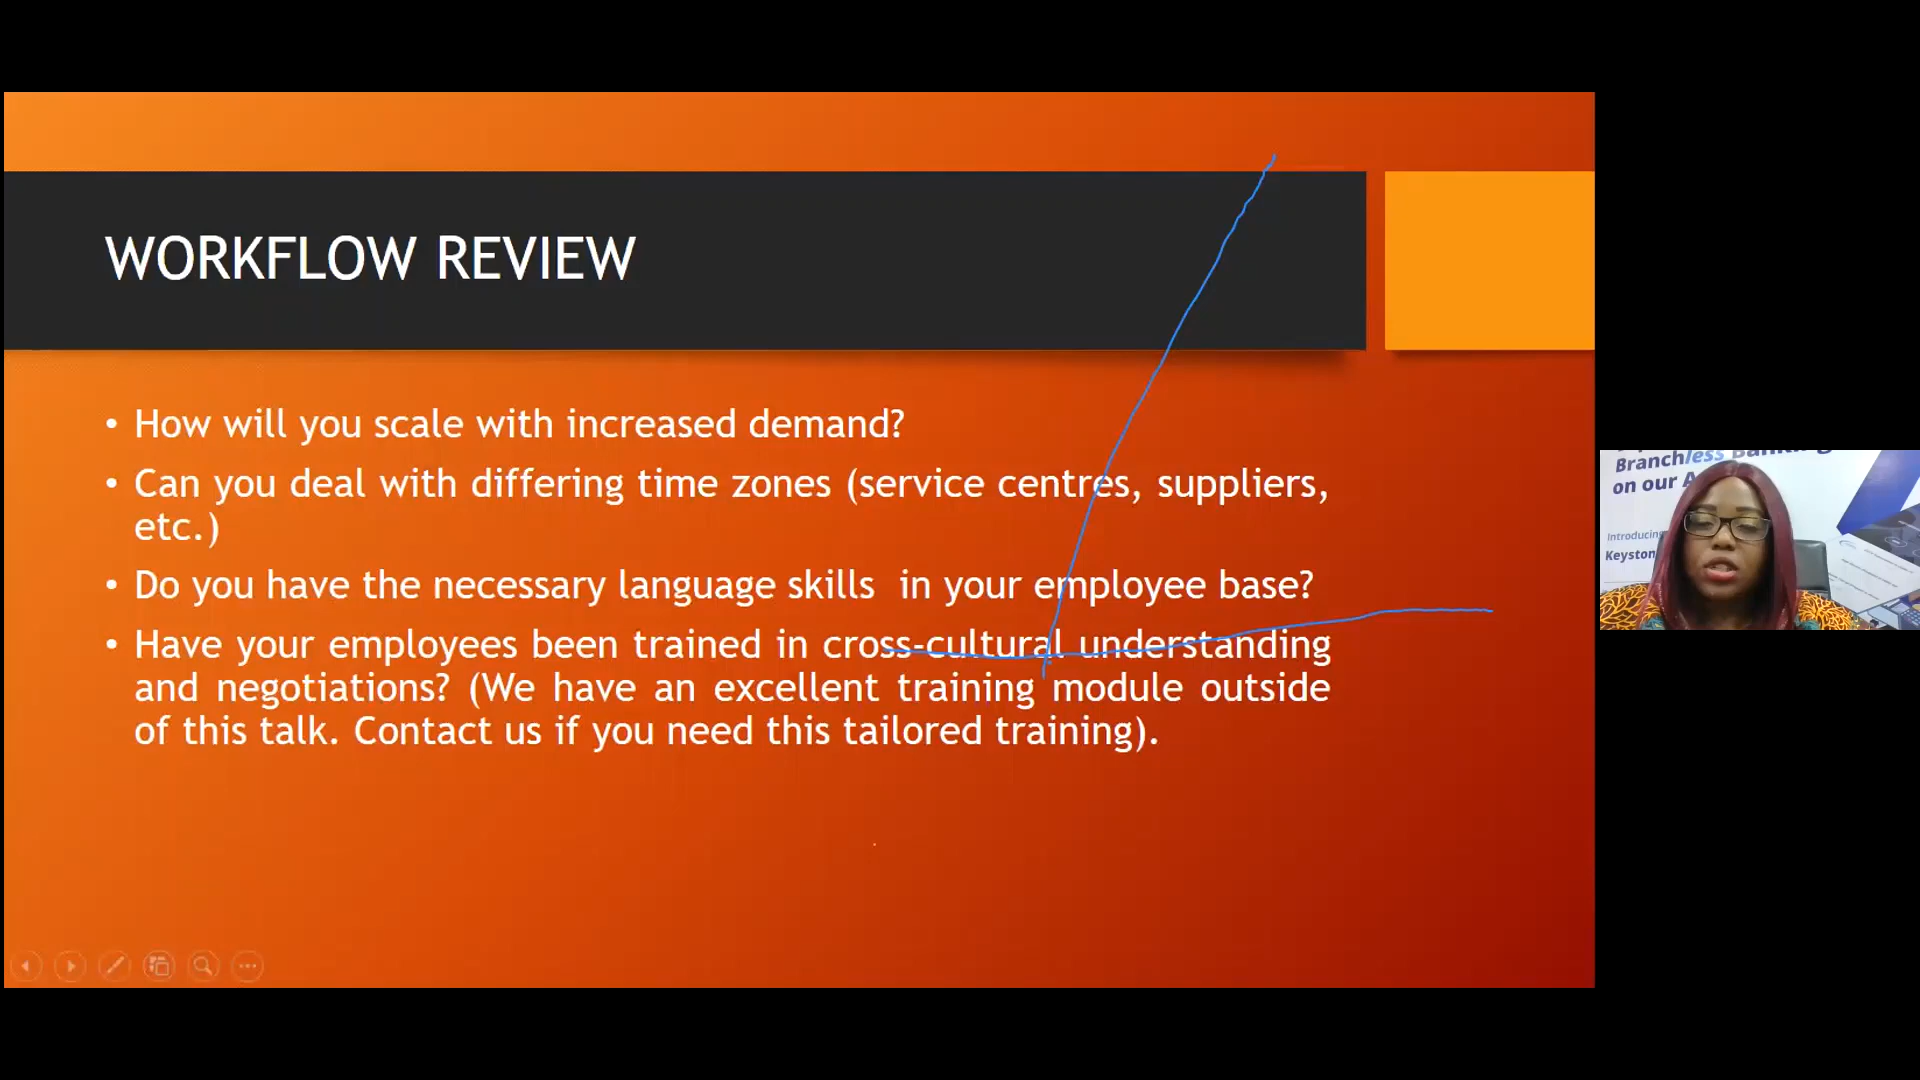 WORKFLOW REVIEW
• How will you scale with increased demand?
• Can you deal with differing time zones (service centres, suppliers,
etc.)
• Do you have the necessary language skills in your employee base?
• Have your employees been trained in cross-cultural understanding
and negotiations? (We have an excellent training module outside
of this talk. Contact us if you need this tailored training).
Branchless
on our
Introducing